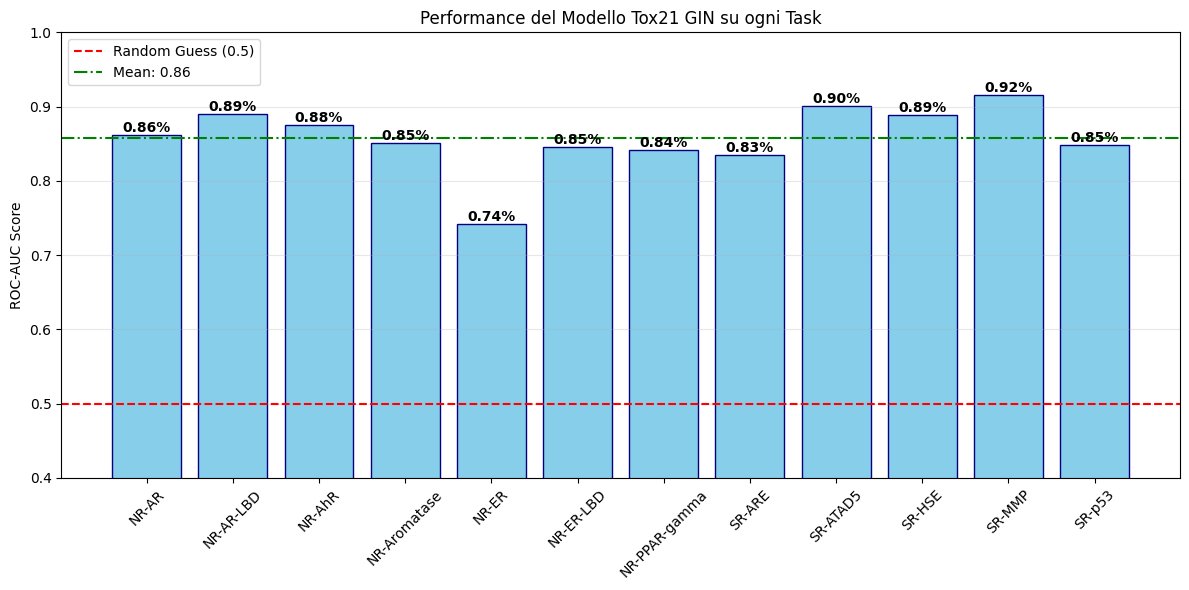 Performance del Modello Tox21 GIN su ogni Task
Random Guess (0.5)
Mean: 0.86
ROC-AUC Score
1.0
0.9
0.8
0.7
0.6
0.5
0.4
0.86%
0.89%
0.88%
0.85%
0.74%
0.85%
0.84%
0.83%
0.90%
0.89%
0.92%
0.85%
NR-AR
NR-AR-LBD
NR-AhR
NR-Aromatase
NR-ER
NR-ER-LBD
NR-PPAR-gamma
SR-ARE
SR-ATAD5
SR-HSE
SR-MMP
SR-p53